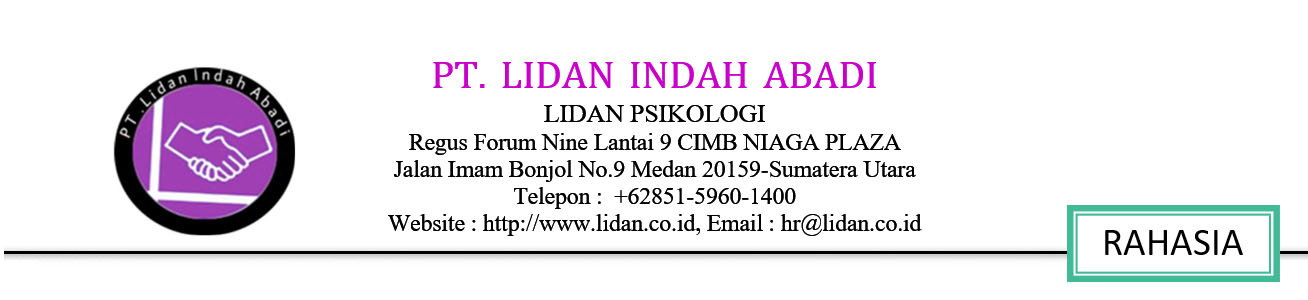 PT. Lidan Indah Abadi
PT. LIDAN INDAH ABADI
LIDAN PSIKOLOGI
Regus Forum Nine Lantai 9 CIMB NIAGA PLAZA
Jalan Imam Bonjol No.9 Medan 20159-Sumatera Utara
Telepon : +62851-5960-1400
Website : http://www.lidan.co.id, Email : hr@lidan.co.id
RAHASIA